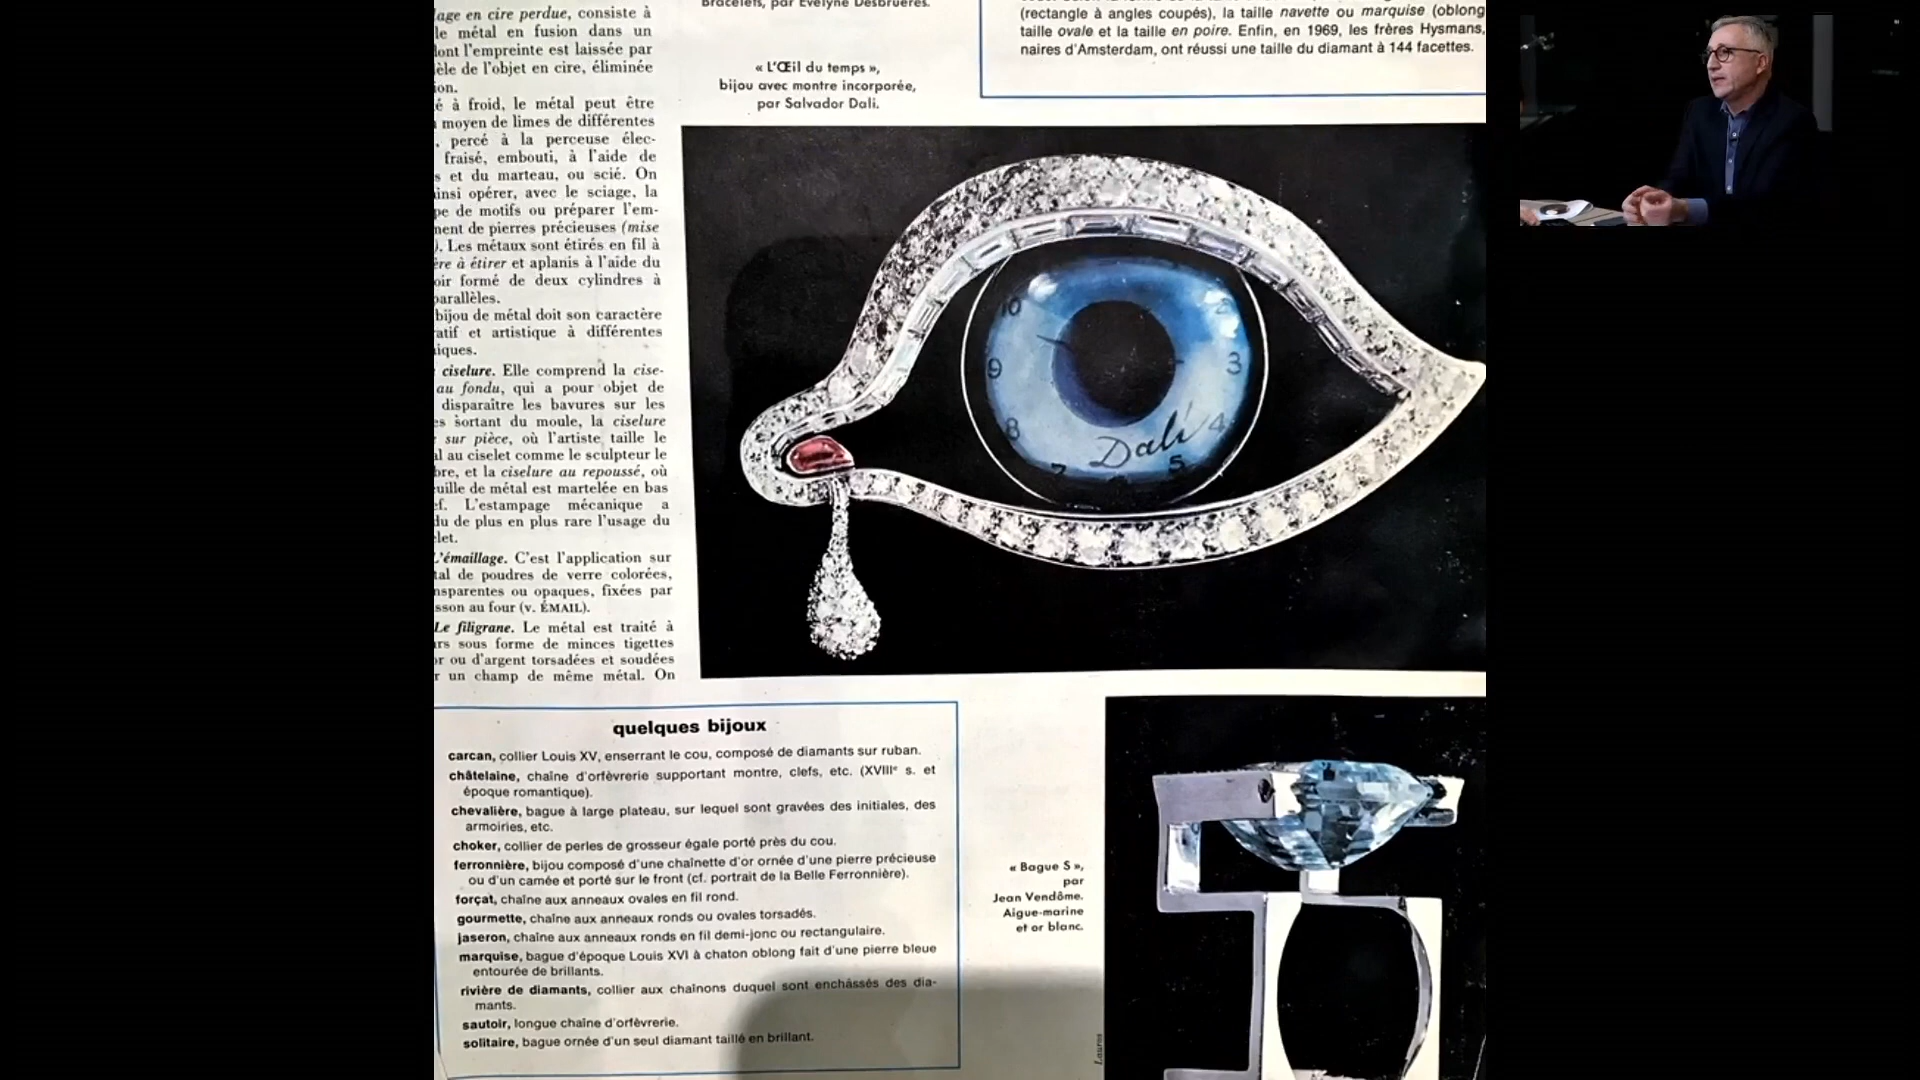 Bracelets, par Evelyne Desbruères.
(rectangle à angles coupés), la taille navette ou marquise (oblong
taille ovale et la taille en poire. Enfin, en 1969, les frères Hysmans,
naires d'Amsterdam, ont réussi une taille du diamant à 144 facettes.
lage en cire perdue, consiste à
le métal en fusion dans un
dont l'empreinte est laissée par
èle de l'objet en cire, éliminée
ion.
é à froid, le métal peut être
moyen de limes de différentes
, percé à la perceuse élec-
fraisé, embouti, à l'aide de
s et du marteau, ou scié. On
insi opérer, avec le sciage, la
pe de motifs ou préparer l'em-
ment de pierres précieuses (mise
). Les métaux sont étirés en fil à
ère à étirer et aplanis à l'aide du
oir formé de deux cylindres à
parallèles.
bijou de métal doit son caractère
atif et artistique à différentes
iques.
ciselure. Elle comprend la cise-
au fondu, qui a pour objet de
disparaître les bavures sur les
es sortant du moule, la ciselure
sur pièce, où l'artiste taille le
al au ciselet comme le sculpteur le
bre, et la ciselure au repoussé, où
uille de métal est martelée en bas
ef. L'estampage mécanique a
du de plus en plus rare l'usage du
let.
L'émaillage. C'est l'application sur
tal de poudres de verre colorées,
nsparentes ou opaques, fixées par
sson au four (v. ÉMAIL).
Le filigrane. Le métal est traité à
rs sous forme de minces tigettes
or ou d'argent torsadées et soudées
r un champ de même métal. On
« L'Œil du temps »,
bijou avec montre incorporée,
par Salvador Dali.
10
2
9
3
8
4
7
5
Dalí
quelques bijoux
carcan, collier Louis XV, enserrant le cou, composé de diamants sur ruban.
châtelaine, chaîne d'orfèvrerie supportant montre, clefs, etc. (XVIIIe s. et
époque romantique).
chevalière, bague à large plateau, sur lequel sont gravées des initiales, des
armoiries, etc.
choker, collier de perles de grosseur égale porté près du cou.
ferronnière, bijou composé d'une chaînette d'or ornée d'une pierre précieuse
ou d'un camée et porté sur le front (cf. portrait de la Belle Ferronnière).
forçat, chaîne aux anneaux ovales en fil rond.
gourmette, chaîne aux anneaux ronds ou ovales torsadés.
jaseron, chaîne aux anneaux ronds en fil demi-jonc ou rectangulaire.
marquise, bague d'époque Louis XVI à chaton oblong fait d'une pierre bleue
entourée de brillants.
rivière de diamants, collier aux chaînons duquel sont enchâssés des dia-
mants.
sautoir, longue chaîne d'orfèvrerie.
solitaire, bague ornée d'un seul diamant taillé en brillant.
« Bague S »,
par
Jean Vendôme.
Aigue-marine
et or blanc.
Lauros